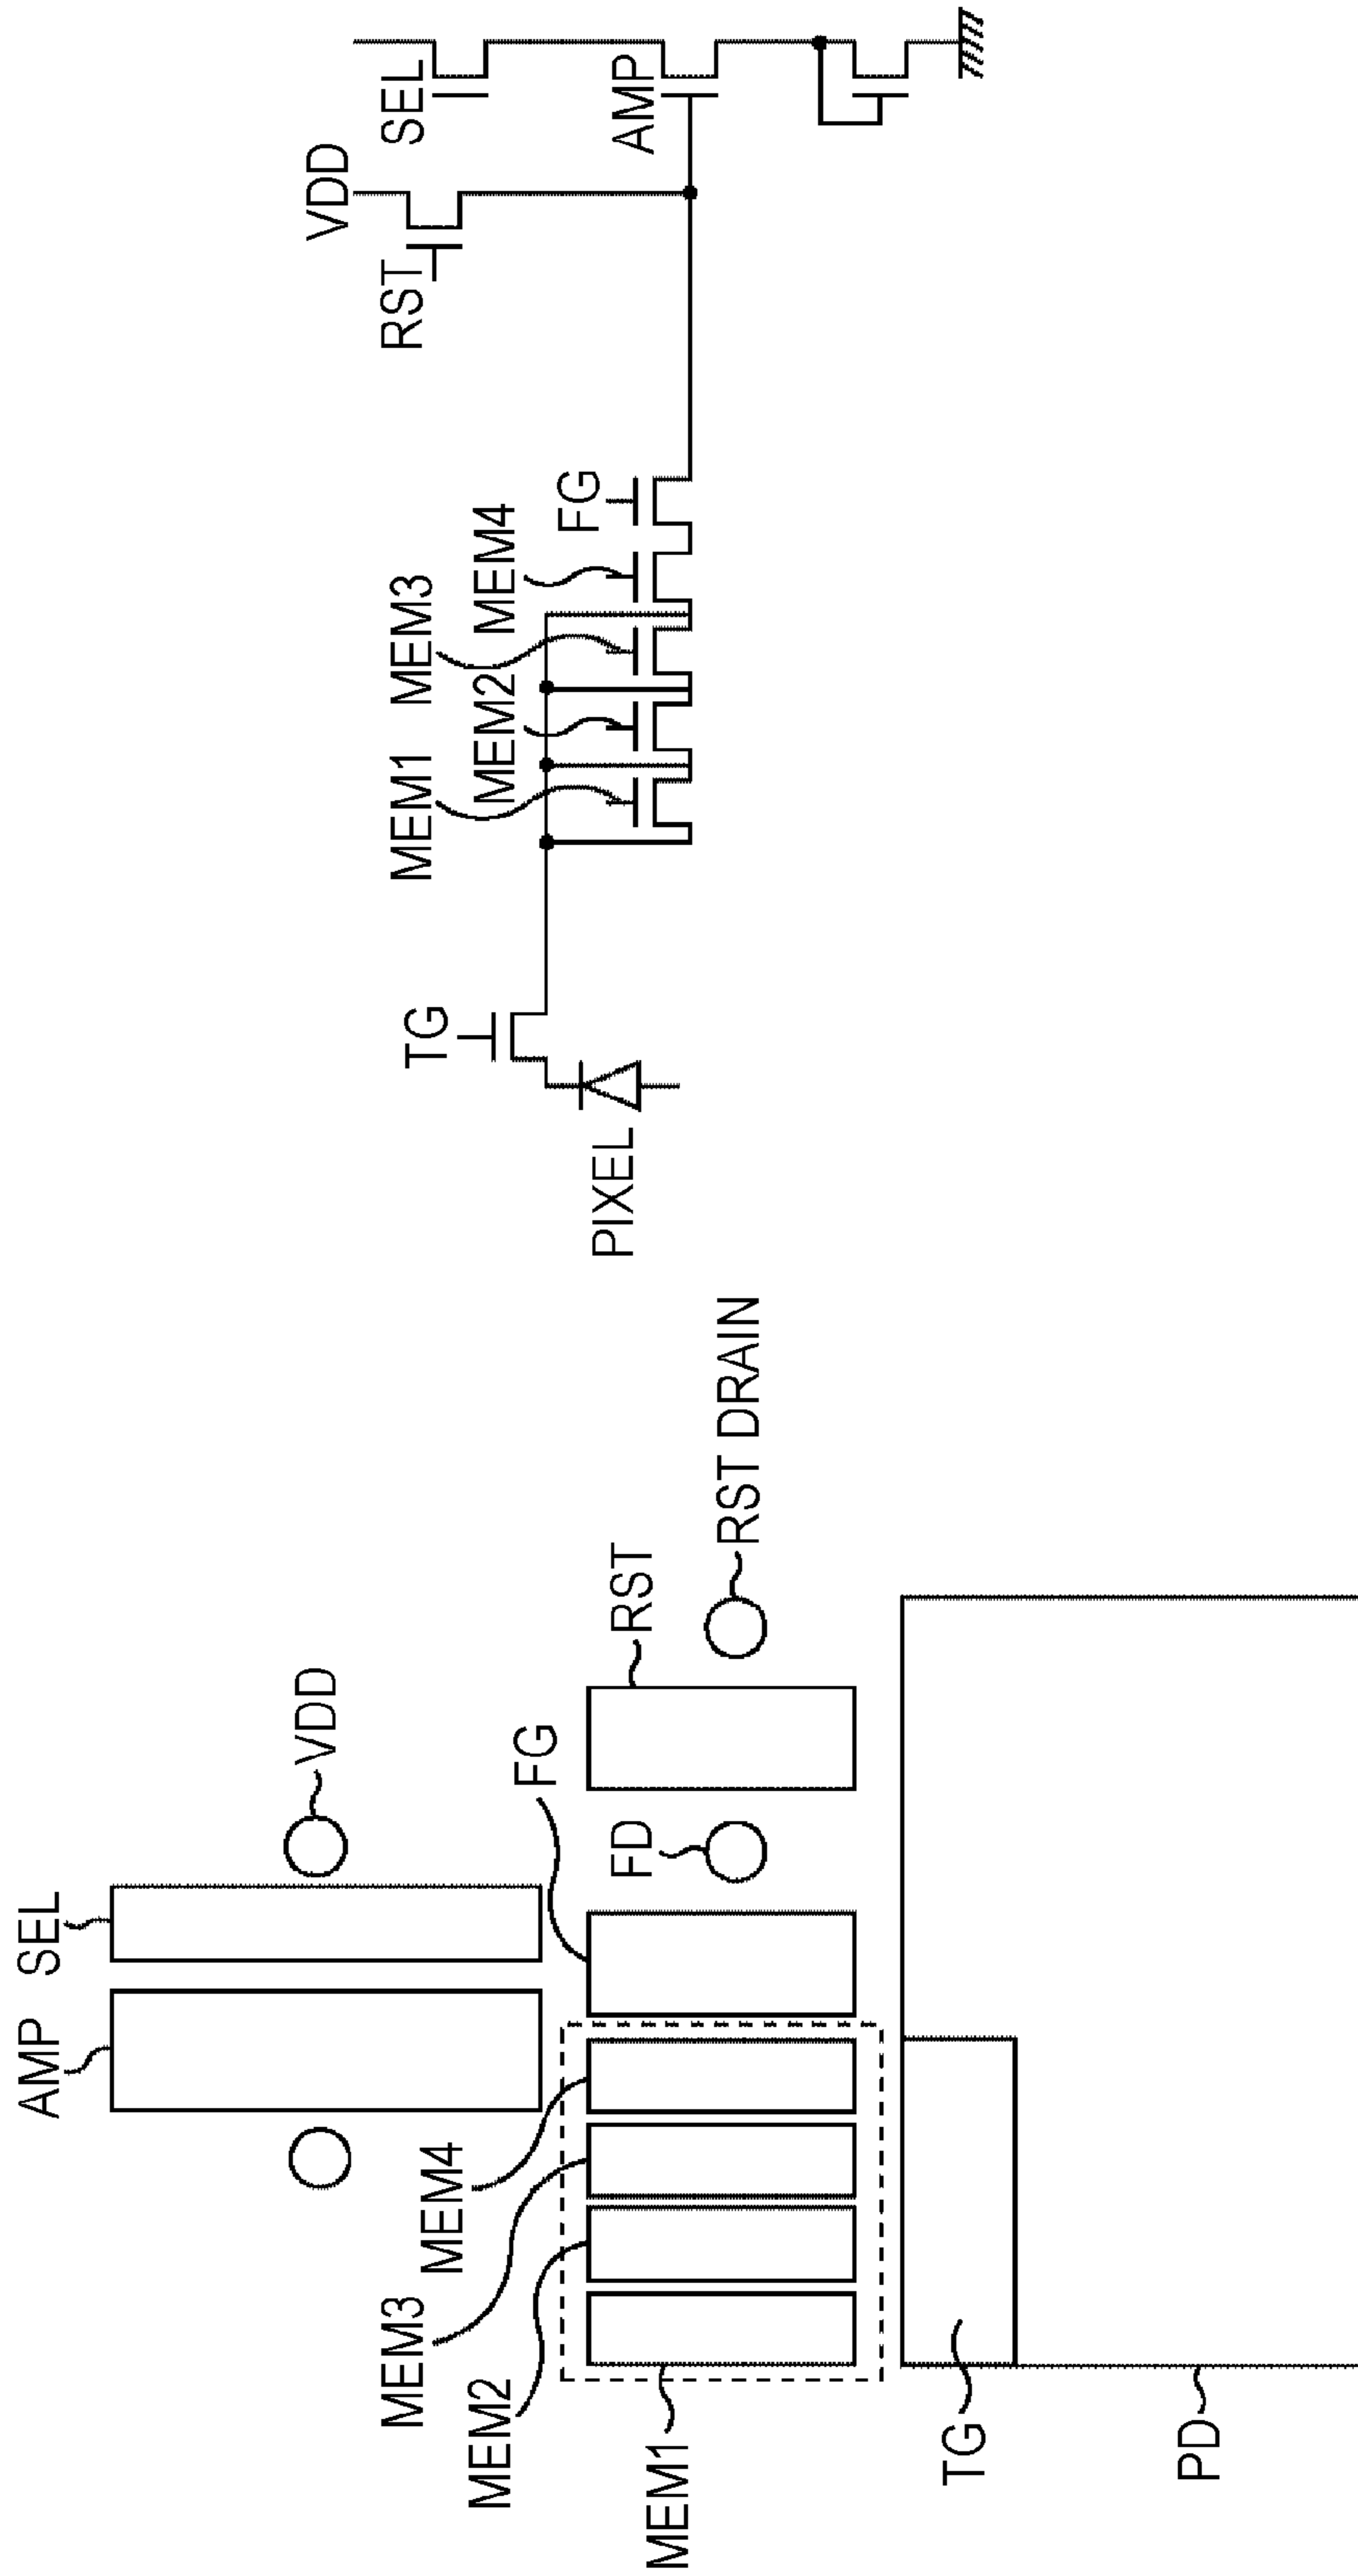 AMP
SEL
VDD
MEM4
MEM3
MEM2
MEM1
FG
FD
RST
RST DRAIN
TG
PD
VDD
SEL
RST
AMP
TG
MEM1
MEM3
MEM2
MEM4
FG
PIXEL